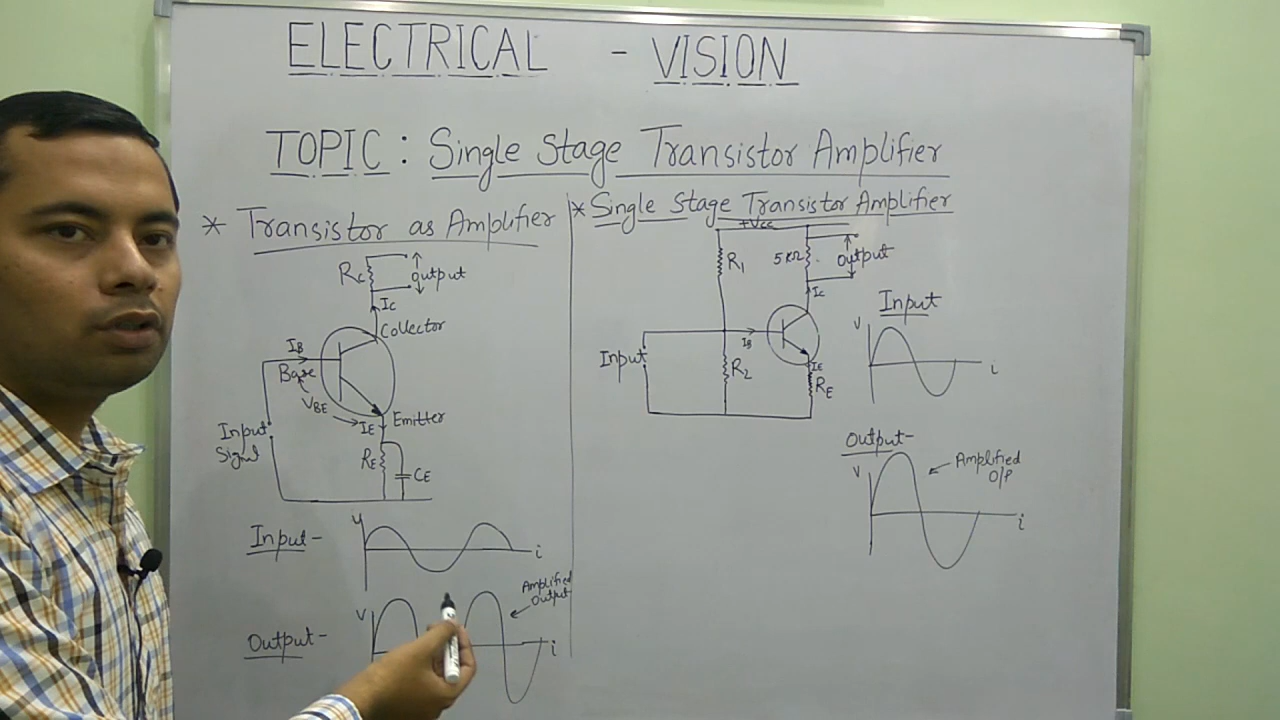 ELECTRICAL - VISION
TOPIC : Single Stage Transistor Amplifier
* Transistor as Amplifier
RC
Output
IC
Collector
IB
Base
VBE
IE
Emitter
Input
Signal
RE
CE
Input -
V
i
Output -
V
i
Amplified
Output
* Single Stage Transistor Amplifier
+VCC
R1
5KΩ
Output
IC
Input
IB
R2
IE
RE
Input
V
i
Output -
V
i
Amplified
O/P